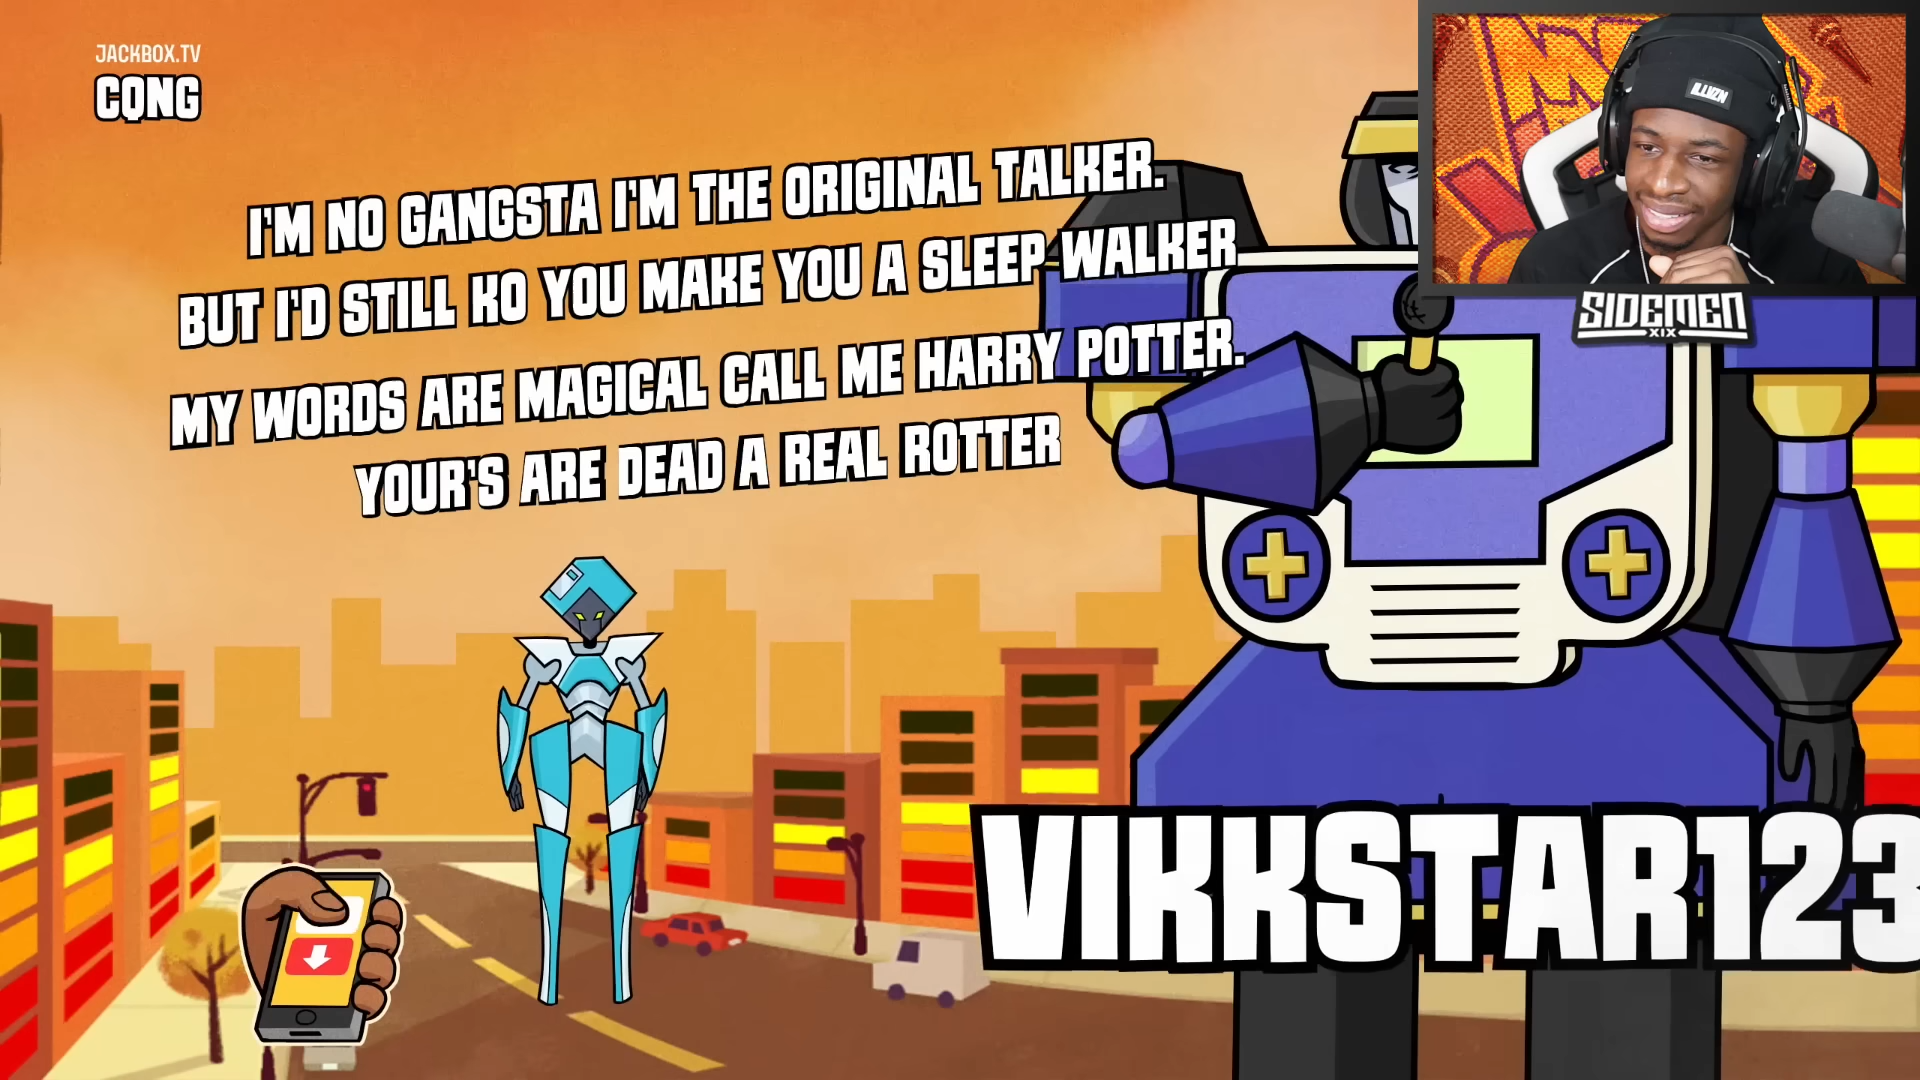 JACKBOX.TV
CQNG
I'M NO GANGSTA I'M THE ORIGINAL TALKER.
BUT I'D STILL KO YOU MAKE YOU A SLEEP WALKER
MY WORDS ARE MAGICAL CALL ME HARRY POTTER.
YOUR'S ARE DEAD A REAL ROTTER
ILLVZN
SIDEMEN
XIX
VIKKSTAR123